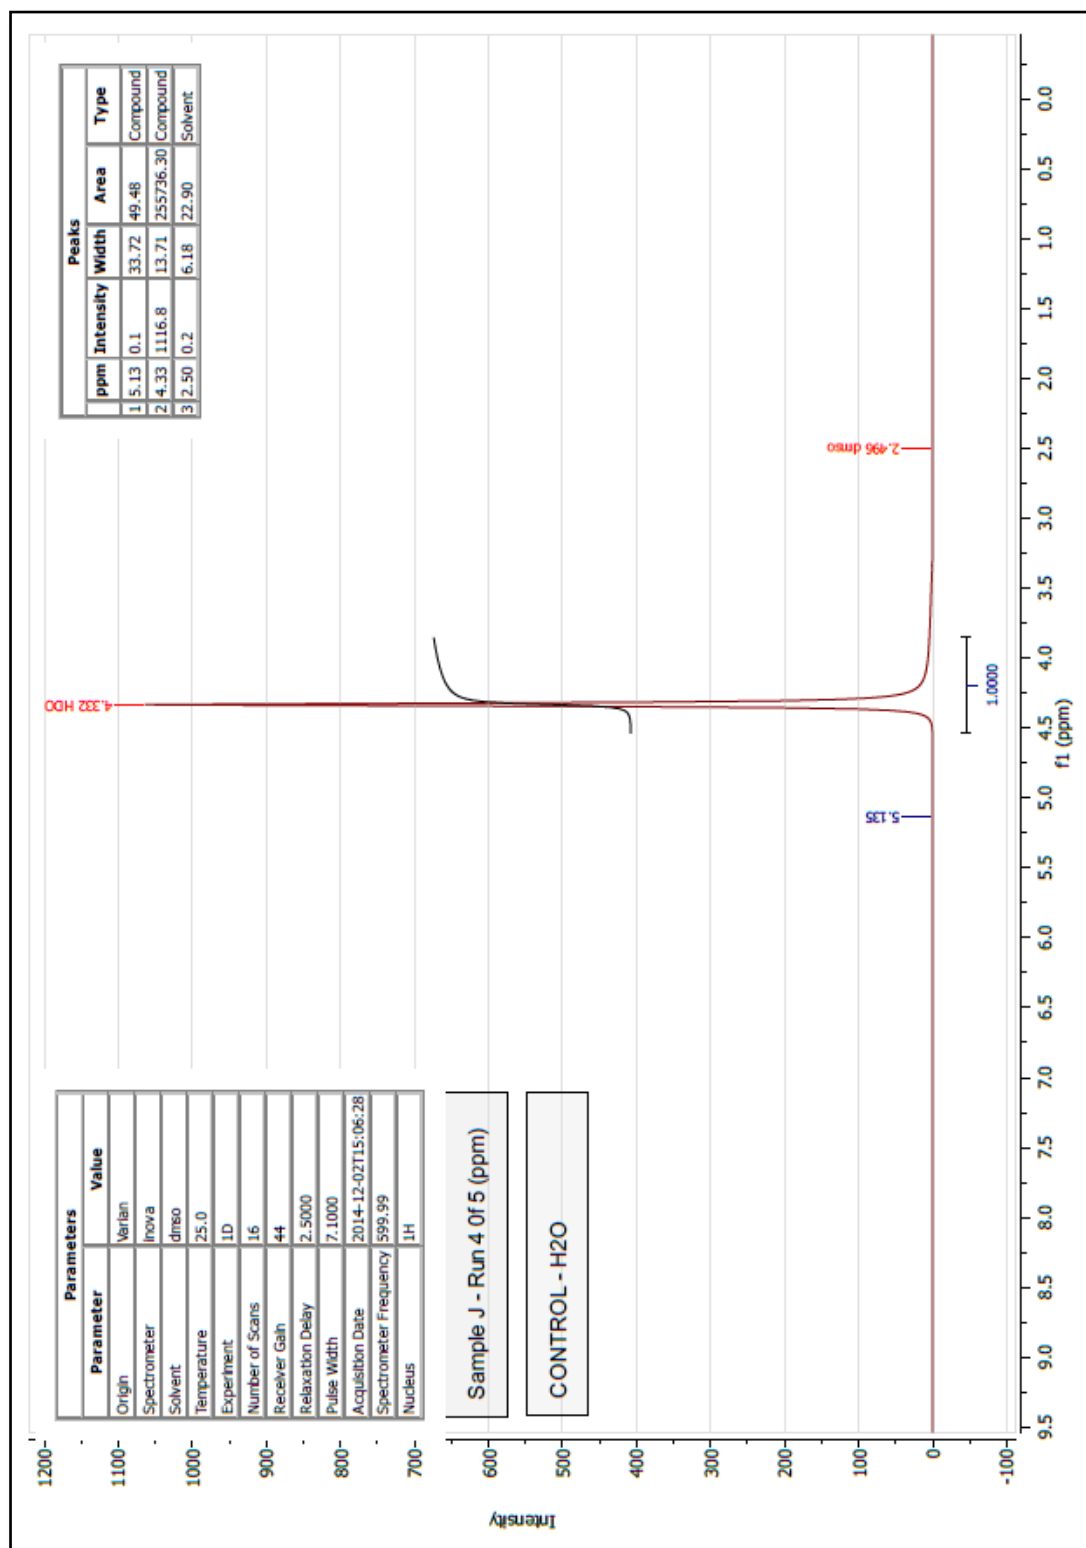 Parameters
Parameter Value
Origin Varian
Spectrometer inova
Solvent dmso
Temperature 25.0
Experiment 1D
Number of Scans 16
Receiver Gain 44
Relaxation Delay 2.5000
Pulse Width 7.1000
Acquisition Date 2014-12-02T15:06:28
Spectrometer Frequency 599.99
Nucleus 1H
Peaks
ppm Intensity Width Area Type
1 5.13 0.1 33.72 49.48 Compound
2 4.33 1116.8 13.71 255736.30 Compound
3 2.50 0.2 6.18 22.90 Solvent
Sample J - Run 4 0f 5 (ppm)
CONTROL - H2O
4.332 HDO
5.135
2.496 dmso
1.0000
1200
1100
1000
900
800
700
600
500
400
300
200
100
0
-100
Intensity
9.5 9.0 8.5 8.0 7.5 7.0 6.5 6.0 5.5 5.0 4.5 4.0 3.5 3.0 2.5 2.0 1.5 1.0 0.5 0.0
f1 (ppm)